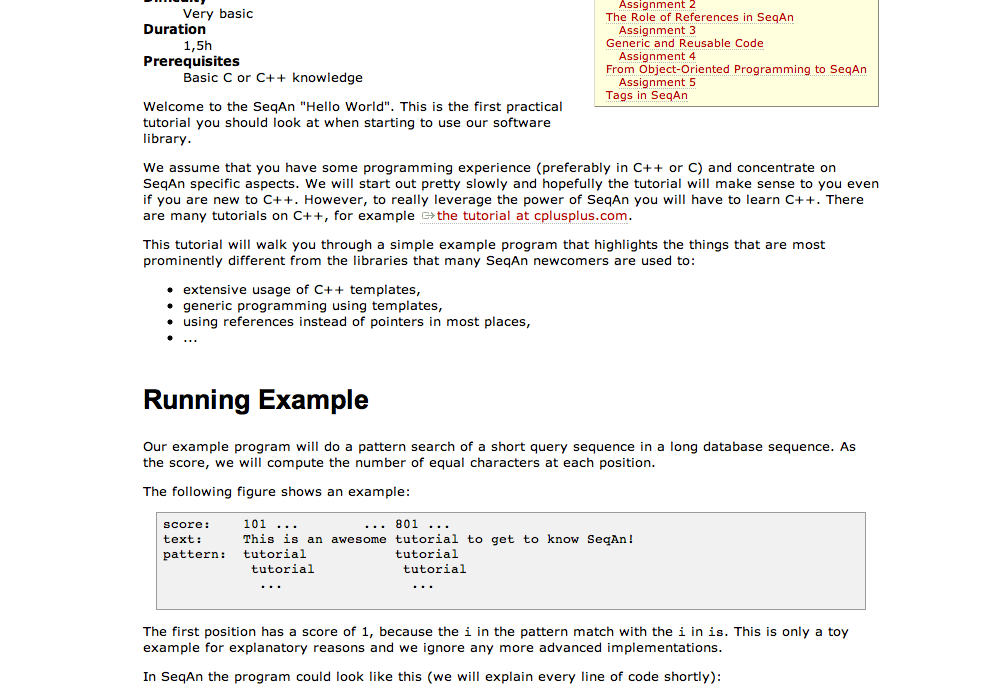 Difficulty
Very basic
Duration
1,5h
Prerequisites
Basic C or C++ knowledge
Assignment 2
The Role of References in SeqAn
Assignment 3
Generic and Reusable Code
Assignment 4
From Object-Oriented Programming to SeqAn
Assignment 5
Tags in SeqAn
Welcome to the SeqAn "Hello World". This is the first practical
tutorial you should look at when starting to use our software
library.
We assume that you have some programming experience (preferably in C++ or C) and concentrate on
SeqAn specific aspects. We will start out pretty slowly and hopefully the tutorial will make sense to you even
if you are new to C++. However, to really leverage the power of SeqAn you will have to learn C++. There
are many tutorials on C++, for example the tutorial at cplusplus.com.
This tutorial will walk you through a simple example program that highlights the things that are most
prominently different from the libraries that many SeqAn newcomers are used to:
• extensive usage of C++ templates,
• generic programming using templates,
• using references instead of pointers in most places,
• ...
Running Example
Our example program will do a pattern search of a short query sequence in a long database sequence. As
the score, we will compute the number of equal characters at each position.
The following figure shows an example:
score:    101 ...        ... 801 ...
text:     This is an awesome tutorial to get to know SeqAn!
pattern:  tutorial           tutorial
           tutorial           tutorial
            ...                ...
The first position has a score of 1, because the i in the pattern match with the i in is. This is only a toy
example for explanatory reasons and we ignore any more advanced implementations.
In SeqAn the program could look like this (we will explain every line of code shortly):